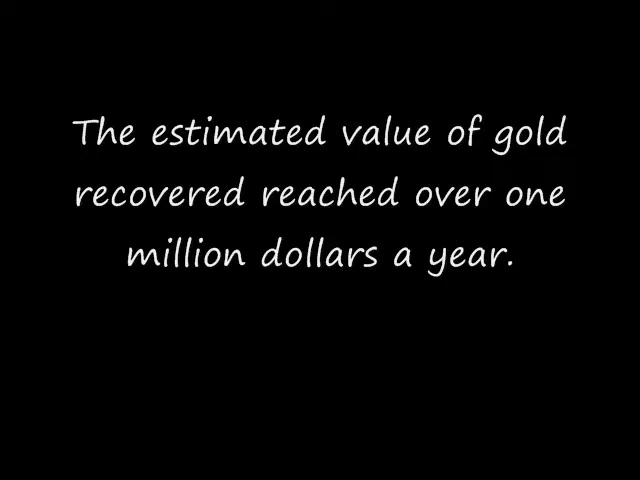 The estimated value of gold
recovered reached over one
million dollars a year.